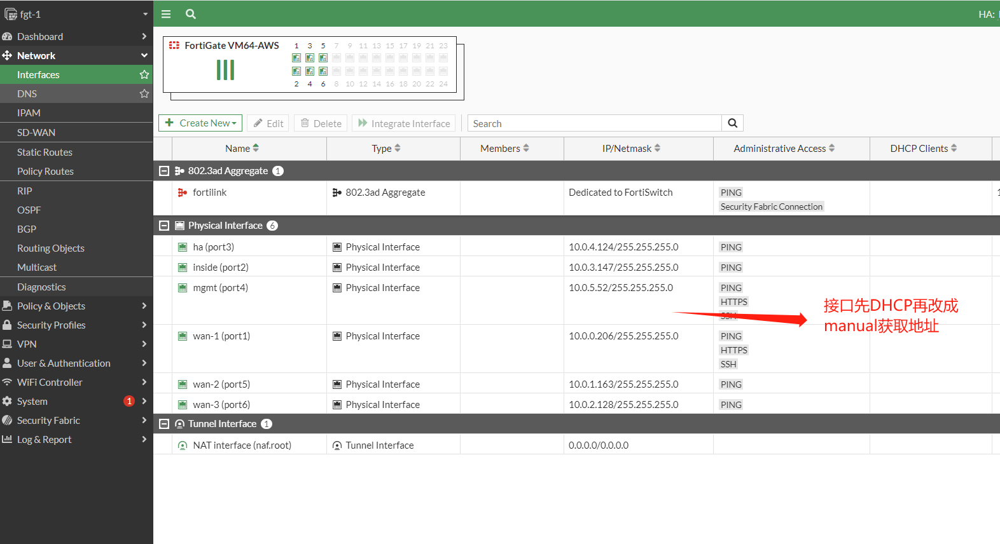 fgt-1
HA:
Dashboard
Network
Interfaces
DNS
IPAM
SD-WAN
Static Routes
Policy Routes
RIP
OSPF
BGP
Routing Objects
Multicast
Diagnostics
Policy & Objects
Security Profiles
VPN
User & Authentication
WiFi Controller
System 1
Security Fabric
Log & Report
FortiGate VM64-AWS
1 3 5 7 9 11 13 15 17 19 21 23
2 4 6 8 10 12 14 16 18 20 22 24
Create New Edit Delete Integrate Interface Search
Name Type Members IP/Netmask Administrative Access DHCP Clients
802.3ad Aggregate 1
fortilink 802.3ad Aggregate Dedicated to FortiSwitch PING
Security Fabric Connection
Physical Interface 6
ha (port3) Physical Interface 10.0.4.124/255.255.255.0 PING
inside (port2) Physical Interface 10.0.3.147/255.255.255.0 PING
mgmt (port4) Physical Interface 10.0.5.52/255.255.255.0 PING
HTTPS
SSH
接口先DHCP再改成
manual获取地址
wan-1 (port1) Physical Interface 10.0.0.206/255.255.255.0 PING
HTTPS
SSH
wan-2 (port5) Physical Interface 10.0.1.163/255.255.255.0 PING
wan-3 (port6) Physical Interface 10.0.2.128/255.255.255.0 PING
Tunnel Interface 1
NAT interface (naf.root) Tunnel Interface 0.0.0.0/0.0.0.0